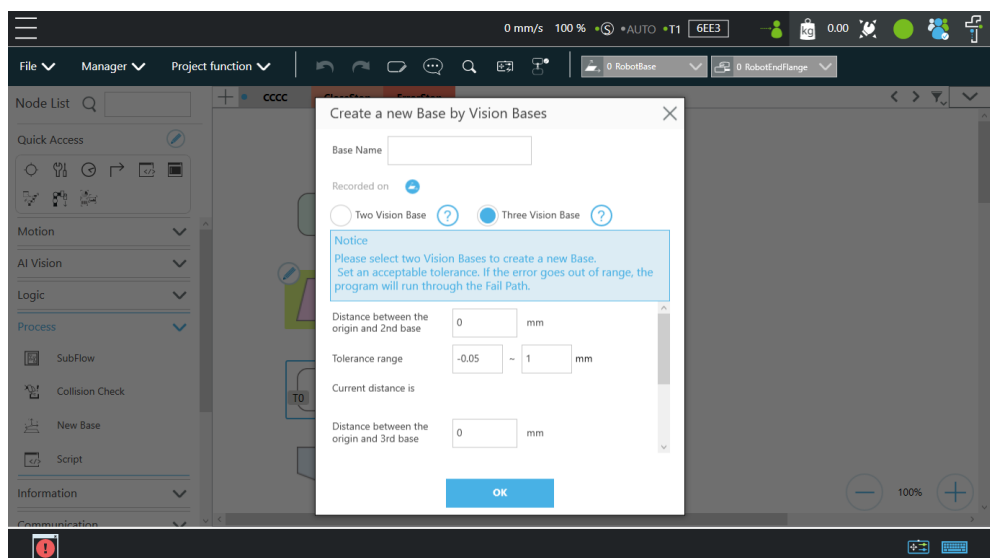 0 mm/s 100 % •Ⓢ •AUTO •T1 6EE3 kg 0.00
File Manager Project function 0 RobotBase 0 RobotEndFlange
Node List cccc
Quick Access
Motion
AI Vision
Logic
Process
SubFlow
Collision Check
New Base
Script
Information
Communication
T0
Create a new Base by Vision Bases
Base Name
Recorded on
Two Vision Base ? Three Vision Base ?
Notice
Please select two Vision Bases to create a new Base.
Set an acceptable tolerance. If the error goes out of range, the
program will run through the Fail Path.
Distance between the
origin and 2nd base 0 mm
Tolerance range -0.05 ~ 1 mm
Current distance is
Distance between the
origin and 3rd base 0 mm
OK
100%